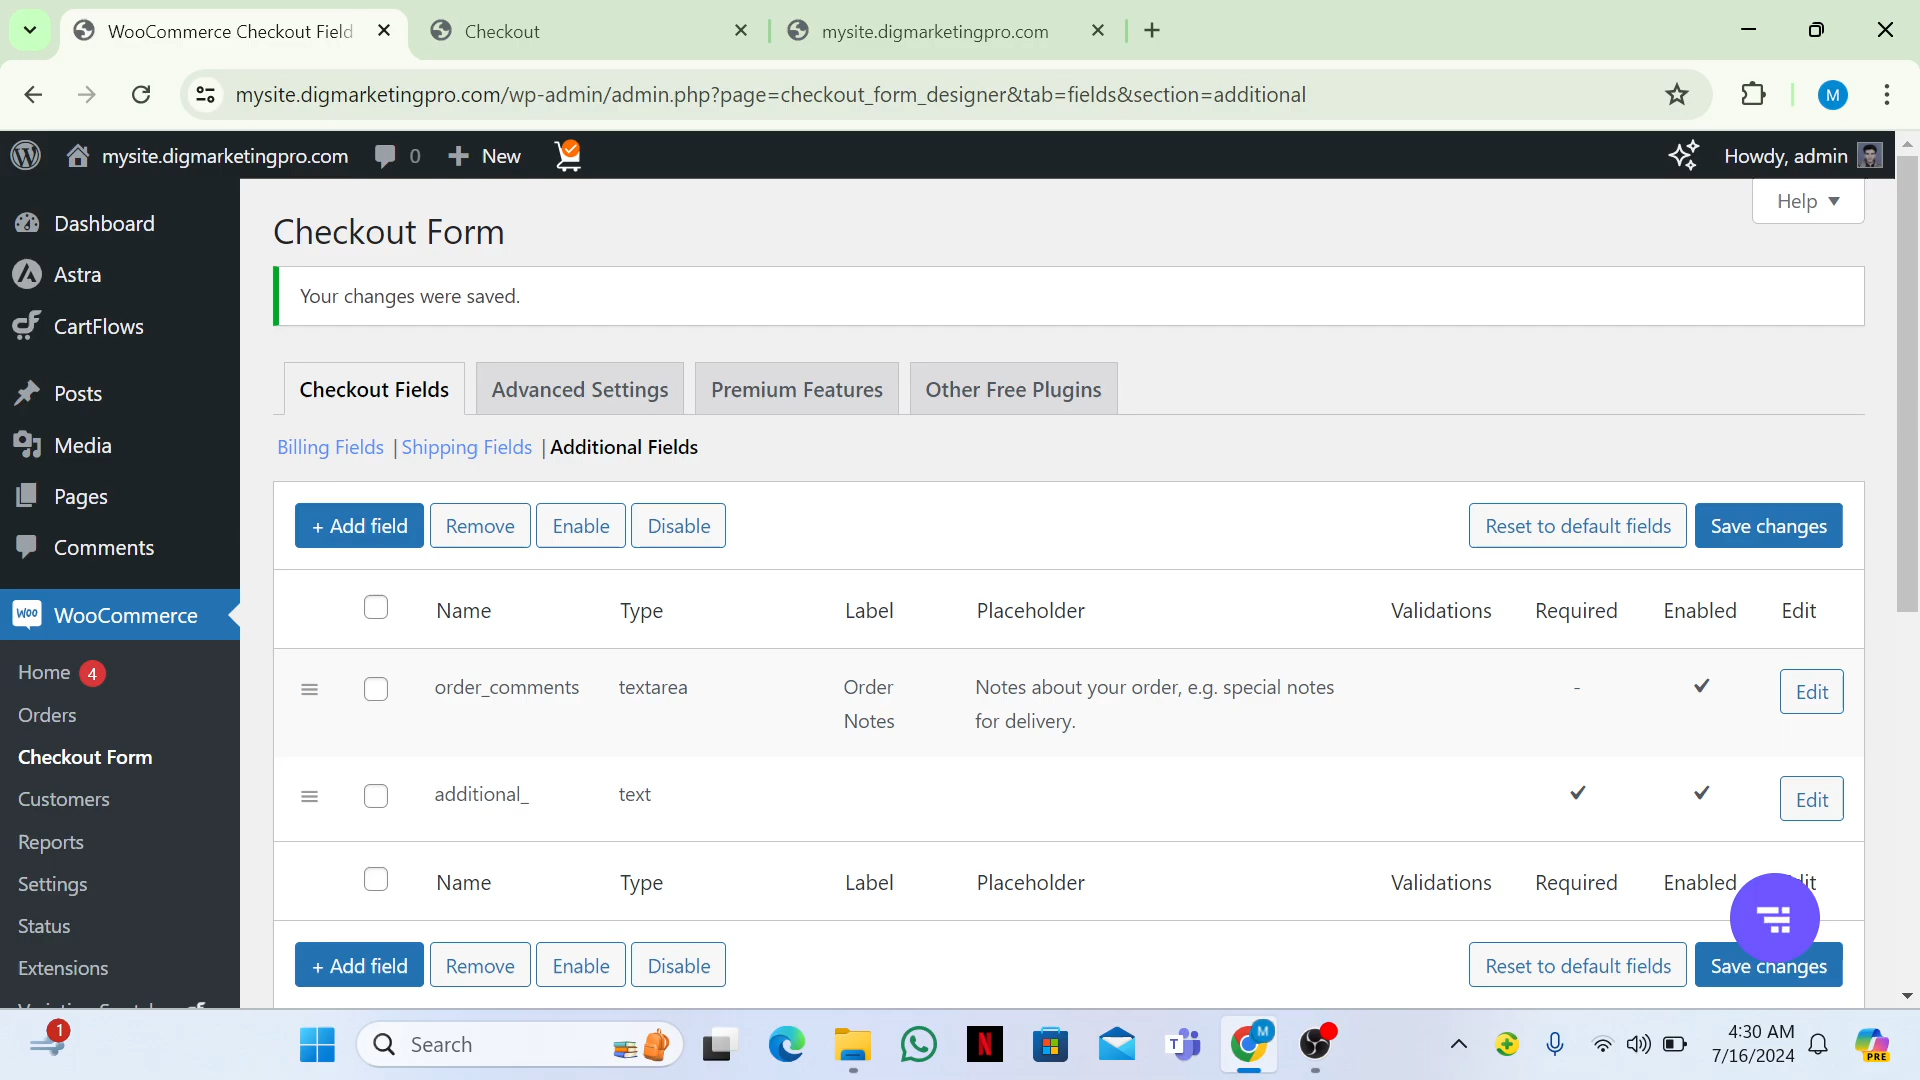 WooCommerce Checkout Field
Checkout
mysite.digmarketingpro.com
mysite.digmarketingpro.com/wp-admin/admin.php?page=checkout_form_designer&tab=fields&section=additional
M
mysite.digmarketingpro.com
0
New
Howdy, admin
Help
Dashboard
Astra
CartFlows
Posts
Media
Pages
Comments
WooCommerce
Home 4
Orders
Checkout Form
Customers
Reports
Settings
Status
Extensions
Checkout Form
Your changes were saved.
Checkout Fields
Advanced Settings
Premium Features
Other Free Plugins
Billing Fields | Shipping Fields | Additional Fields
+ Add field Remove Enable Disable Reset to default fields Save changes
Name Type Label Placeholder Validations Required Enabled Edit
order_comments textarea Order Notes about your order, e.g. special notes - Edit
Notes for delivery.
additional_ text Edit
Name Type Label Placeholder Validations Required Enabled
+ Add field Remove Enable Disable Reset to default fields Save changes
1
Search
M
4:30 AM
7/16/2024
PRE